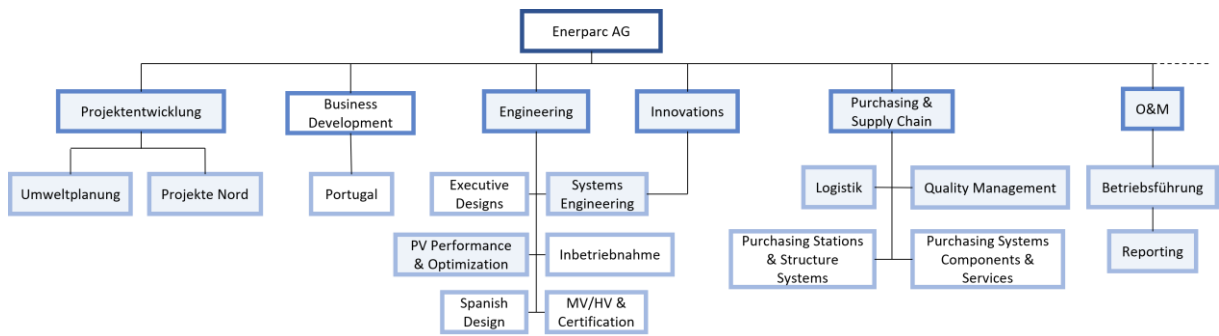 Enerparc AG
Projektentwicklung
Business
Development
Engineering
Innovations
Purchasing &
Supply Chain
O&M
Umweltplanung
Projekte Nord
Portugal
Executive
Designs
Systems
Engineering
Logistik
Quality Management
Betriebsführung
PV Performance
& Optimization
Inbetriebnahme
Purchasing Stations
& Structure
Systems
Purchasing Systems
Components &
Services
Reporting
Spanish
Design
MV/HV &
Certification